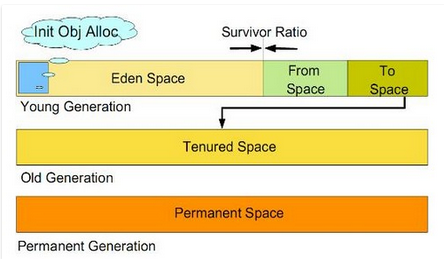 Init Obj Alloc
Survivor Ratio
Eden Space
From
Space
To
Space
Young Generation
Tenured Space
Old Generation
Permanent Space
Permanent Generation